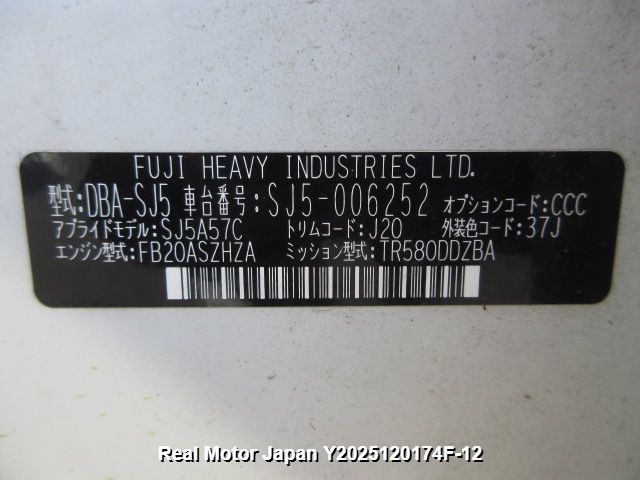 FUJI HEAVY INDUSTRIES LTD.
型式:DBA-SJ5 車台番号:SJ5-006252 オプションコード:CCC
アプライドモデル:SJ5A57C トリムコード:J20 外装色コード:37J
エンジン型式:FB20ASZHZA ミッション型式:TR580DDZBA
Real Motor Japan Y2025120174F-12